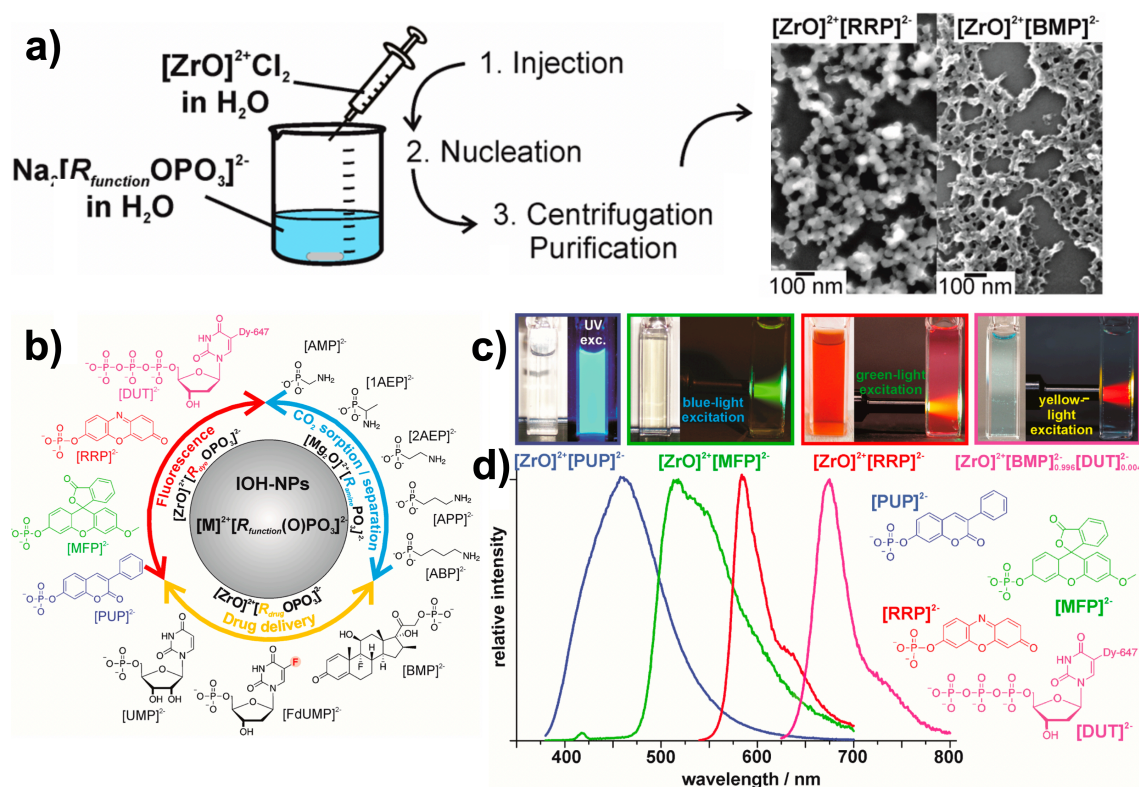 a)
[ZrO]²⁺Cl₂
in H₂O
Na₂[R_functionOPO₃]²⁻
in H₂O
1. Injection
2. Nucleation
3. Centrifugation
Purification
[ZrO]²⁺[RRP]²⁻
[ZrO]²⁺[BMP]²⁻
100 nm
100 nm
b)
Dy-647
[DUT]²⁻
[RRP]²⁻
[MFP]²⁻
[PUP]²⁻
[UMP]²⁻
[FdUMP]²⁻
[BMP]²⁻
[AMP]²⁻
[1AEP]²⁻
[2AEP]²⁻
[APP]²⁻
[ABP]²⁻
Fluorescence
[ZrO]²⁺[R_dyeOPO₃]²⁻
CO₂ sorption / separation
[Mg₂O]²⁺[R_aminePO₃]²⁻
IOH-NPs
[M]²⁺[R_function(O)PO₃]²⁻
[ZrO]²⁺[R_drugOPO₃]²⁻
Drug delivery
c)
UV
exc.
blue-light
excitation
green-light
excitation
yellow-
light
excitation
d)
[ZrO]²⁺[PUP]²⁻
[ZrO]²⁺[MFP]²⁻
[ZrO]²⁺[RRP]²⁻
[ZrO]²⁺[BMP]²⁻₀.₉₉₆[DUT]²⁻₀.₀₀₄
relative intensity
400 500 600 700 800
wavelength / nm
[PUP]²⁻
[MFP]²⁻
[RRP]²⁻
Dy-647
[DUT]²⁻